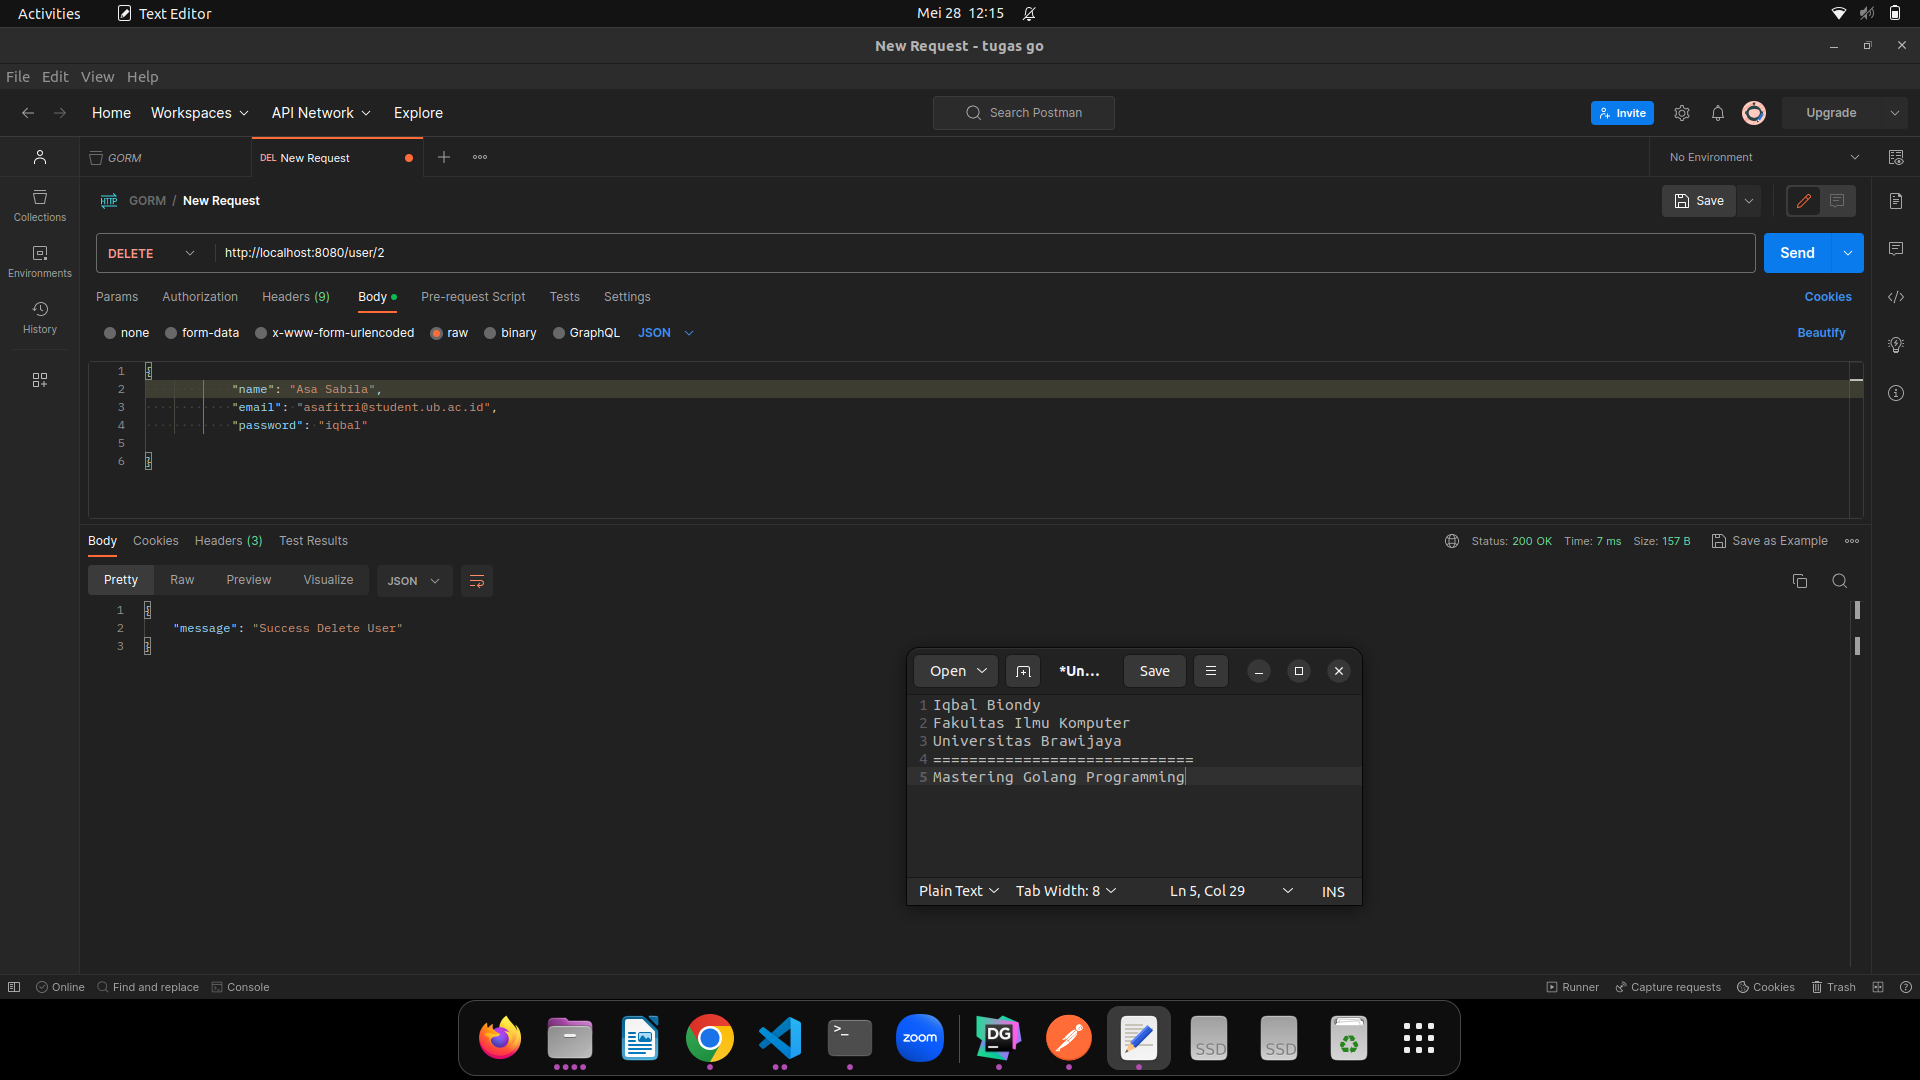 Activities
Text Editor
Mei 28 12:15
New Request - tugas go
File Edit View Help
Home Workspaces API Network Explore
Search Postman
Invite
Upgrade
GORM
DEL New Request
No Environment
GORM / New Request
Save
Collections
Environments
History
DELETE
http://localhost:8080/user/2
Send
Params Authorization Headers (9) Body Pre-request Script Tests Settings
Cookies
none form-data x-www-form-urlencoded raw binary GraphQL JSON
Beautify
1 {
2 "name": "Asa Sabila",
3 "email": "asafitri@student.ub.ac.id",
4 "password": "iqbal"
5
6 }
Body Cookies Headers (3) Test Results
Status: 200 OK Time: 7 ms Size: 157 B Save as Example
Pretty Raw Preview Visualize JSON
1 {
2 "message": "Success Delete User"
3 }
Open *Un... Save
1 Iqbal Biondy
2 Fakultas Ilmu Komputer
3 Universitas Brawijaya
4 =============================
5 Mastering Golang Programming
Plain Text Tab Width: 8 Ln 5, Col 29 INS
Online Find and replace Console
Runner Capture requests Cookies Trash
>_
zoom
DG
SSD
SSD